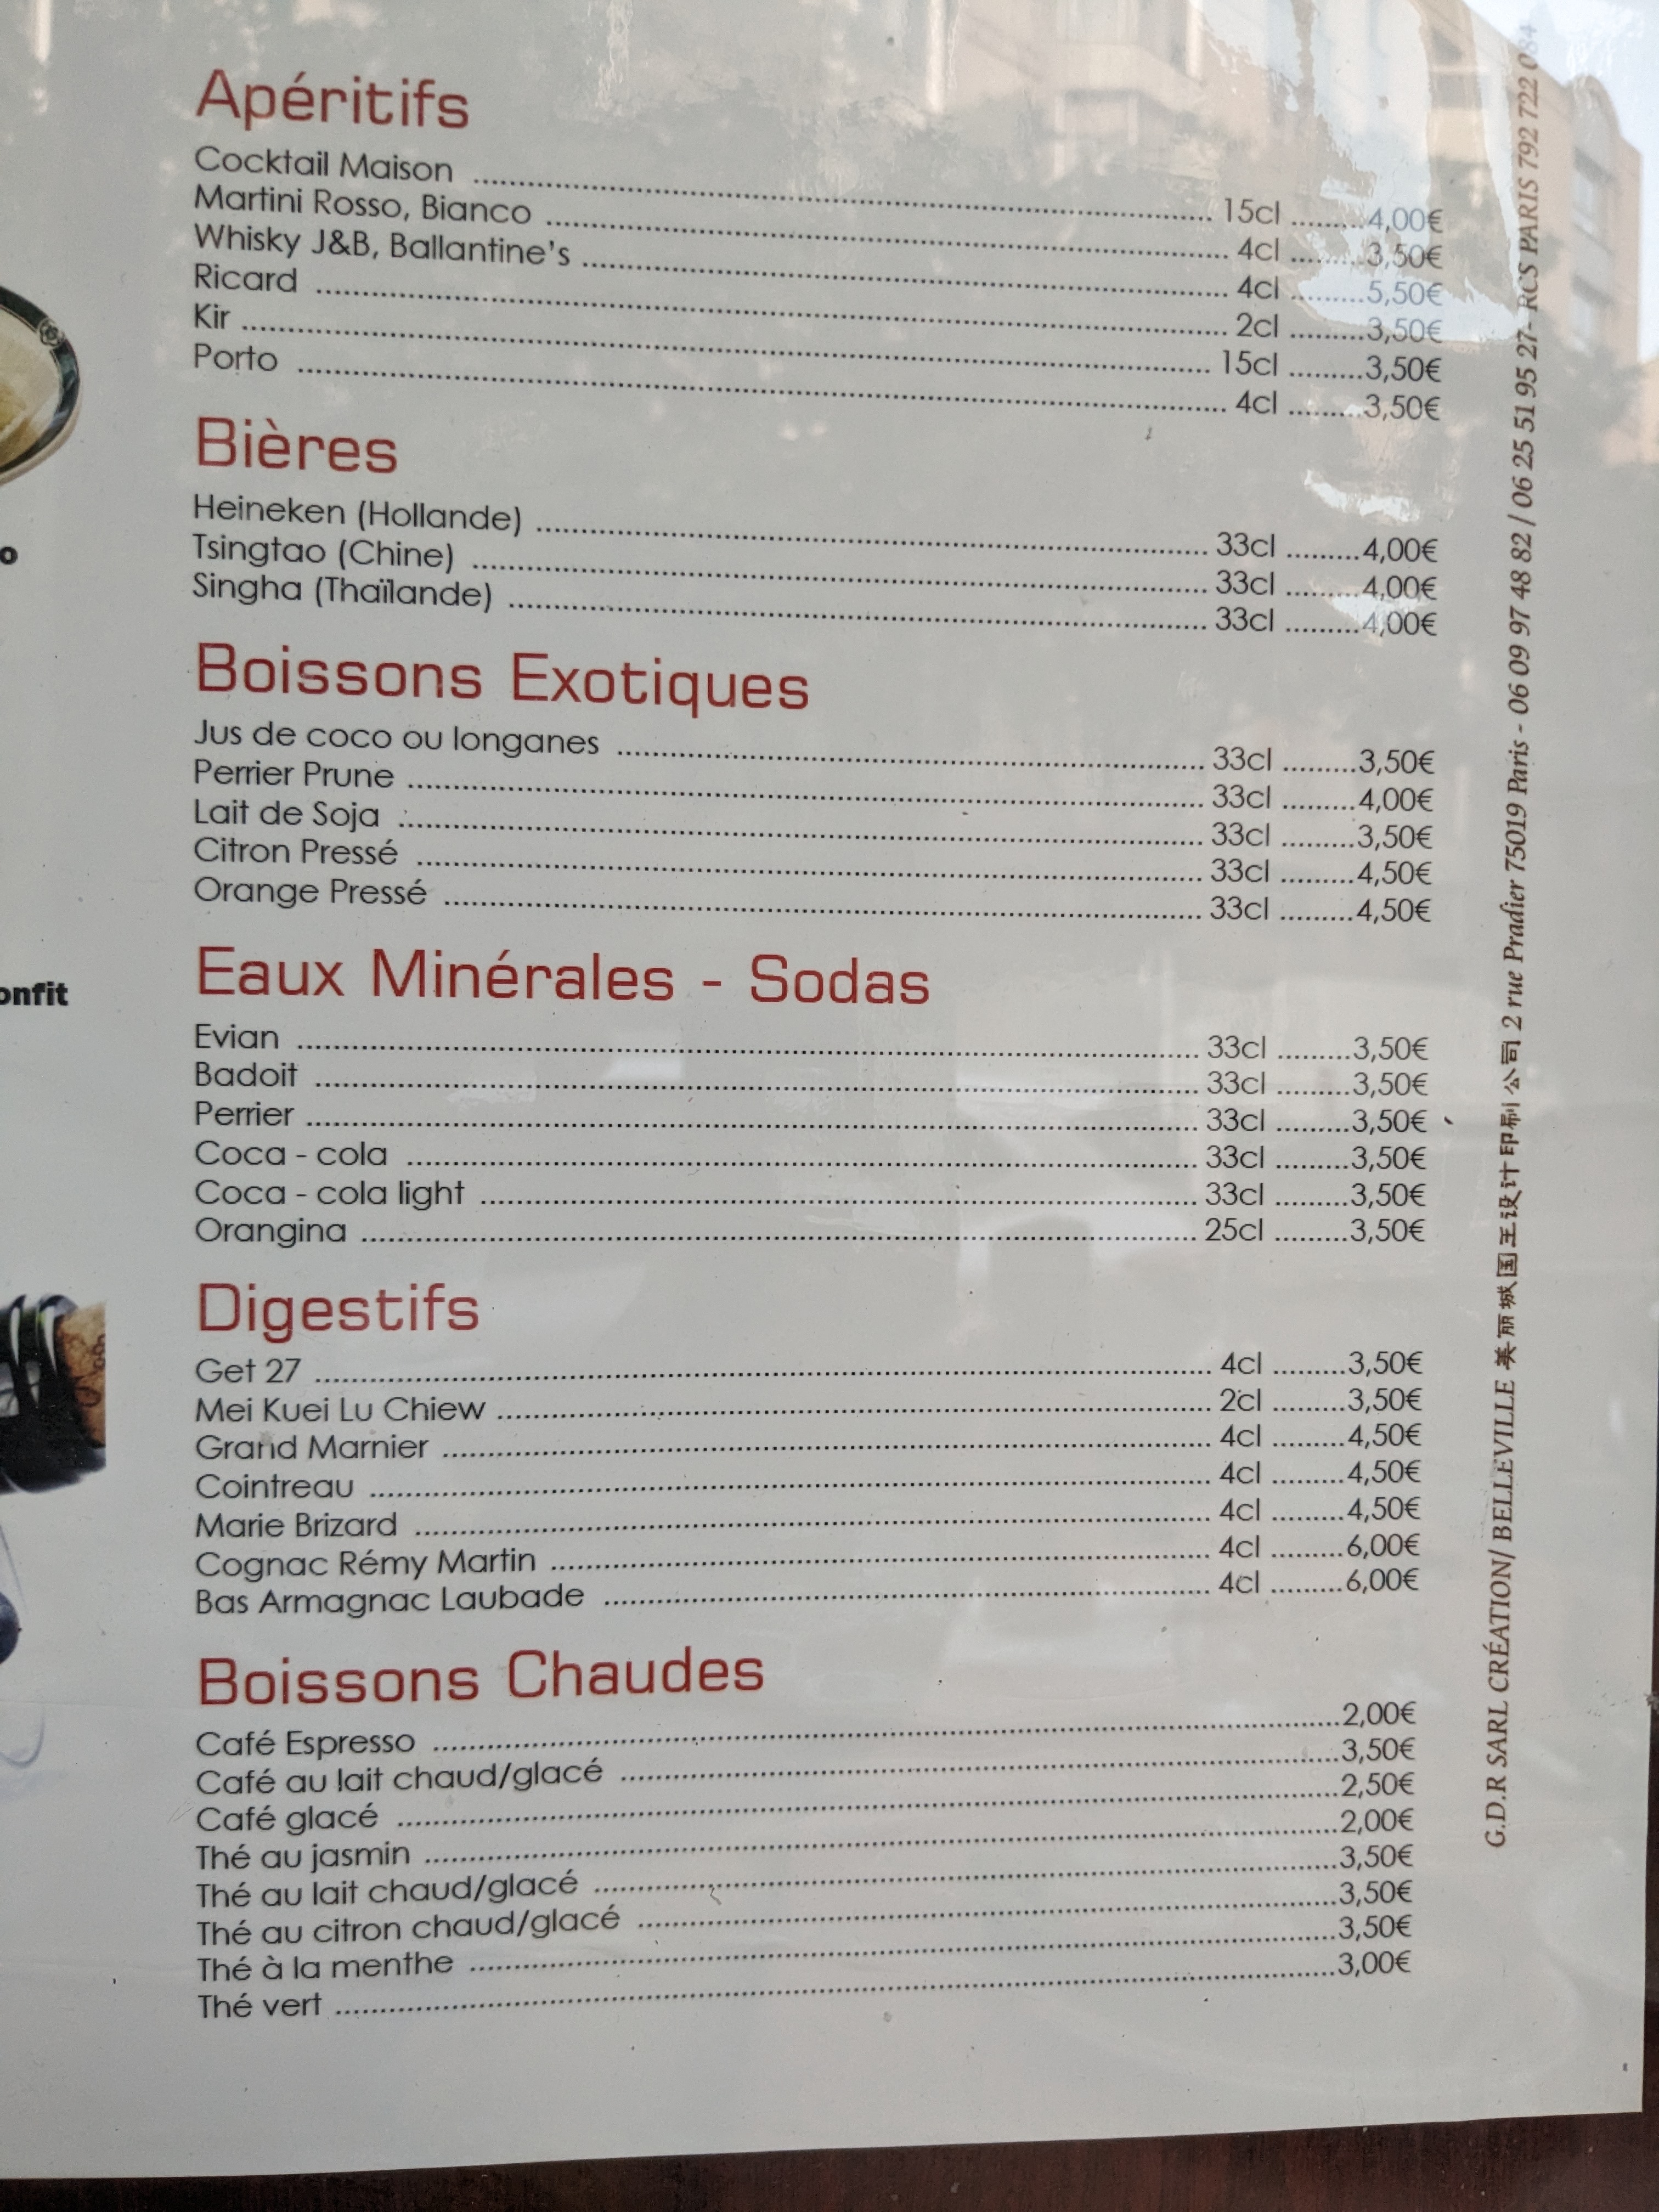 Apéritifs
Cocktail Maison ........ 15cl ........ 4,00€
Martini Rosso, Bianco ........ 4cl ........ 3,50€
Whisky J&B, Ballantine's ........ 4cl ........ 5,50€
Ricard ........ 2cl ........ 3,50€
Kir ........ 15cl ........ 3,50€
Porto ........ 4cl ........ 3,50€
Bières
Heineken (Hollande) ........ 33cl ........ 4,00€
Tsingtao (Chine) ........ 33cl ........ 4,00€
Singha (Thaïlande) ........ 33cl ........ 4,00€
Boissons Exotiques
Jus de coco ou longanes ........ 33cl ........ 3,50€
Perrier Prune ........ 33cl ........ 4,00€
Lait de Soja ........ 33cl ........ 3,50€
Citron Pressé ........ 33cl ........ 4,50€
Orange Pressé ........ 33cl ........ 4,50€
Eaux Minérales - Sodas
Evian ........ 33cl ........ 3,50€
Badoit ........ 33cl ........ 3,50€
Perrier ........ 33cl ........ 3,50€
Coca - cola ........ 33cl ........ 3,50€
Coca - cola light ........ 33cl ........ 3,50€
Orangina ........ 25cl ........ 3,50€
Digestifs
Get 27 ........ 4cl ........ 3,50€
Mei Kuei Lu Chiew ........ 2cl ........ 3,50€
Grand Marnier ........ 4cl ........ 4,50€
Cointreau ........ 4cl ........ 4,50€
Marie Brizard ........ 4cl ........ 4,50€
Cognac Rémy Martin ........ 4cl ........ 6,00€
Bas Armagnac Laubade ........ 4cl ........ 6,00€
Boissons Chaudes
Café Espresso ........ 2,00€
Café au lait chaud/glacé ........ 3,50€
Café glacé ........ 2,50€
Thé au jasmin ........ 2,00€
Thé au lait chaud/glacé ........ 3,50€
Thé au citron chaud/glacé ........ 3,50€
Thé à la menthe ........ 3,50€
Thé vert ........ 3,00€
G.D.R SARL CRÉATION/ BELLEVILLE 美丽城国王设计印刷公司 2 rue Pradier 75019 Paris - 06 09 97 48 82 / 06 25 51 95 27- RCS PARIS 792 722 084
o
onfit